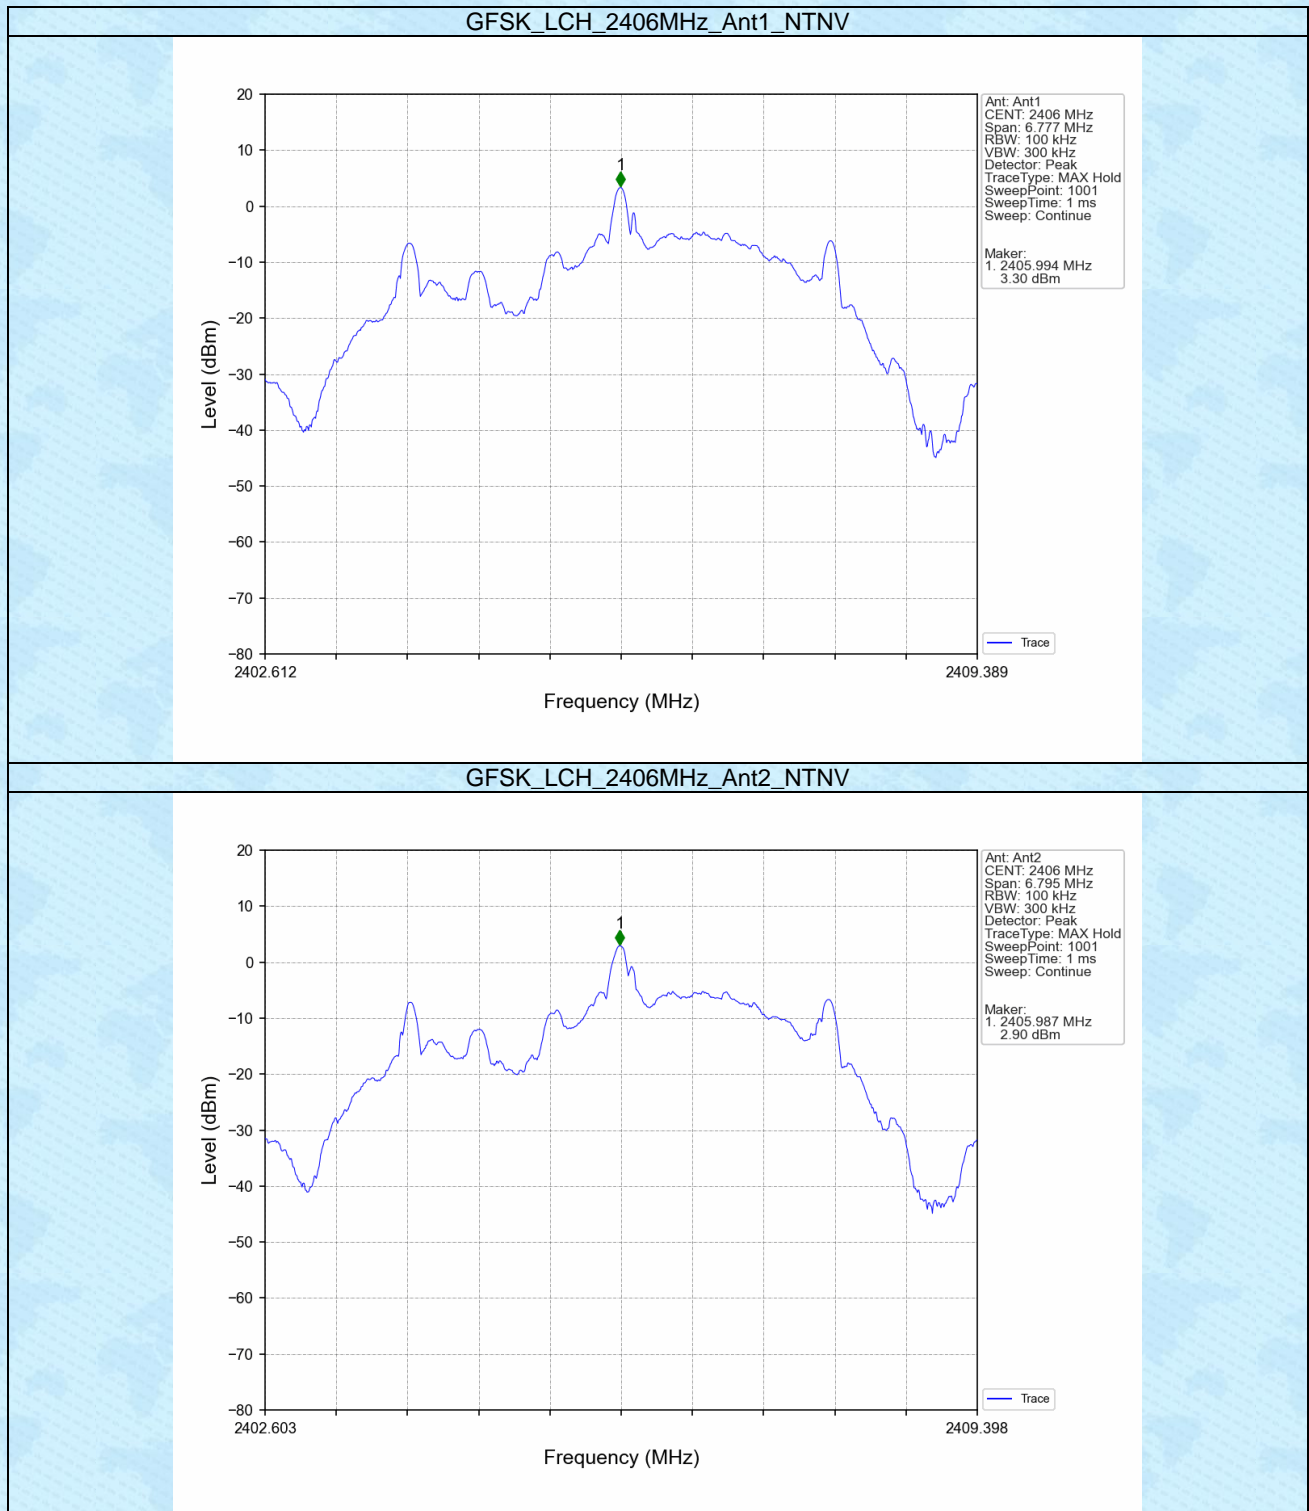 GFSK_LCH_2406MHz_Ant1_NTNV
20
10
0
−10
−20
−30
−40
−50
−60
−70
−80
Level (dBm)
1
2402.612
2409.389
Frequency (MHz)
Ant: Ant1
CENT: 2406 MHz
Span: 6.777 MHz
RBW: 100 kHz
VBW: 300 kHz
Detector: Peak
TraceType: MAX Hold
SweepPoint: 1001
SweepTime: 1 ms
Sweep: Continue
Maker:
1. 2405.994 MHz
3.30 dBm
Trace
GFSK_LCH_2406MHz_Ant2_NTNV
20
10
0
−10
−20
−30
−40
−50
−60
−70
−80
Level (dBm)
1
2402.603
2409.398
Frequency (MHz)
Ant: Ant2
CENT: 2406 MHz
Span: 6.795 MHz
RBW: 100 kHz
VBW: 300 kHz
Detector: Peak
TraceType: MAX Hold
SweepPoint: 1001
SweepTime: 1 ms
Sweep: Continue
Maker:
1. 2405.987 MHz
2.90 dBm
Trace